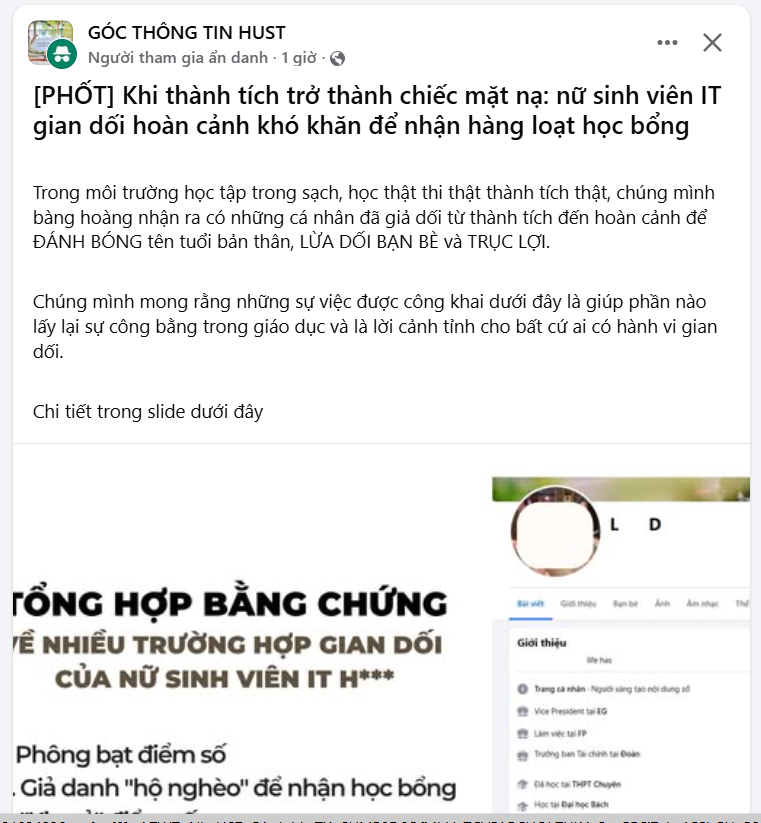 GÓC THÔNG TIN HUST
Người tham gia ẩn danh · 1 giờ ·
[PHỐT] Khi thành tích trở thành chiếc mặt nạ: nữ sinh viên IT
gian dối hoàn cảnh khó khăn để nhận hàng loạt học bổng
Trong môi trường học tập trong sạch, học thật thi thật thành tích thật, chúng mình
bàng hoàng nhận ra có những cá nhân đã giả dối từ thành tích đến hoàn cảnh để
ĐÁNH BÓNG tên tuổi bản thân, LỪA DỐI BẠN BÈ và TRỤC LỢI.
Chúng mình mong rằng những sự việc được công khai dưới đây là giúp phần nào
lấy lại sự công bằng trong giáo dục và là lời cảnh tỉnh cho bất cứ ai có hành vi gian
dối.
Chi tiết trong slide dưới đây
TỔNG HỢP BẰNG CHỨNG
VỀ NHIỀU TRƯỜNG HỢP GIAN DỐI
CỦA NỮ SINH VIÊN IT H***
Phông bạt điểm số
. Giả danh "hộ nghèo" để nhận học bổng
L D
Bài viết Giới thiệu Bạn bè Ảnh Âm nhạc Thể
Giới thiệu
life has
Trang cá nhân · Người sáng tạo nội dung số
Vice President tại EG
Làm việc tại FP
Trưởng ban Tài chính tại Đoàn
Đã học tại THPT Chuyên
Học tại Đại học Bách